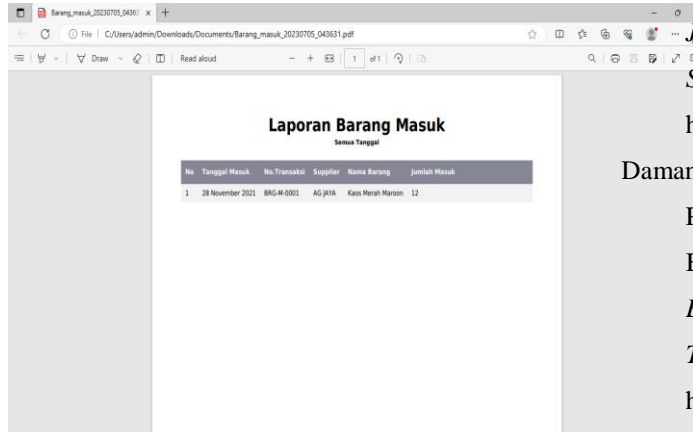 Barang_masuk_20230705_04363
File | C:/Users/admin/Downloads/Documents/Barang_masuk_20230705_043631.pdf
Draw Read aloud 1 of 1
Laporan Barang Masuk
Semua Tanggal
No Tanggal Masuk No.Transaksi Supplier Nama Barang Jumlah Masuk
1 28 November 2021 BRG-M-0001 AG JAYA Kaos Merah Maroon 12
Daman